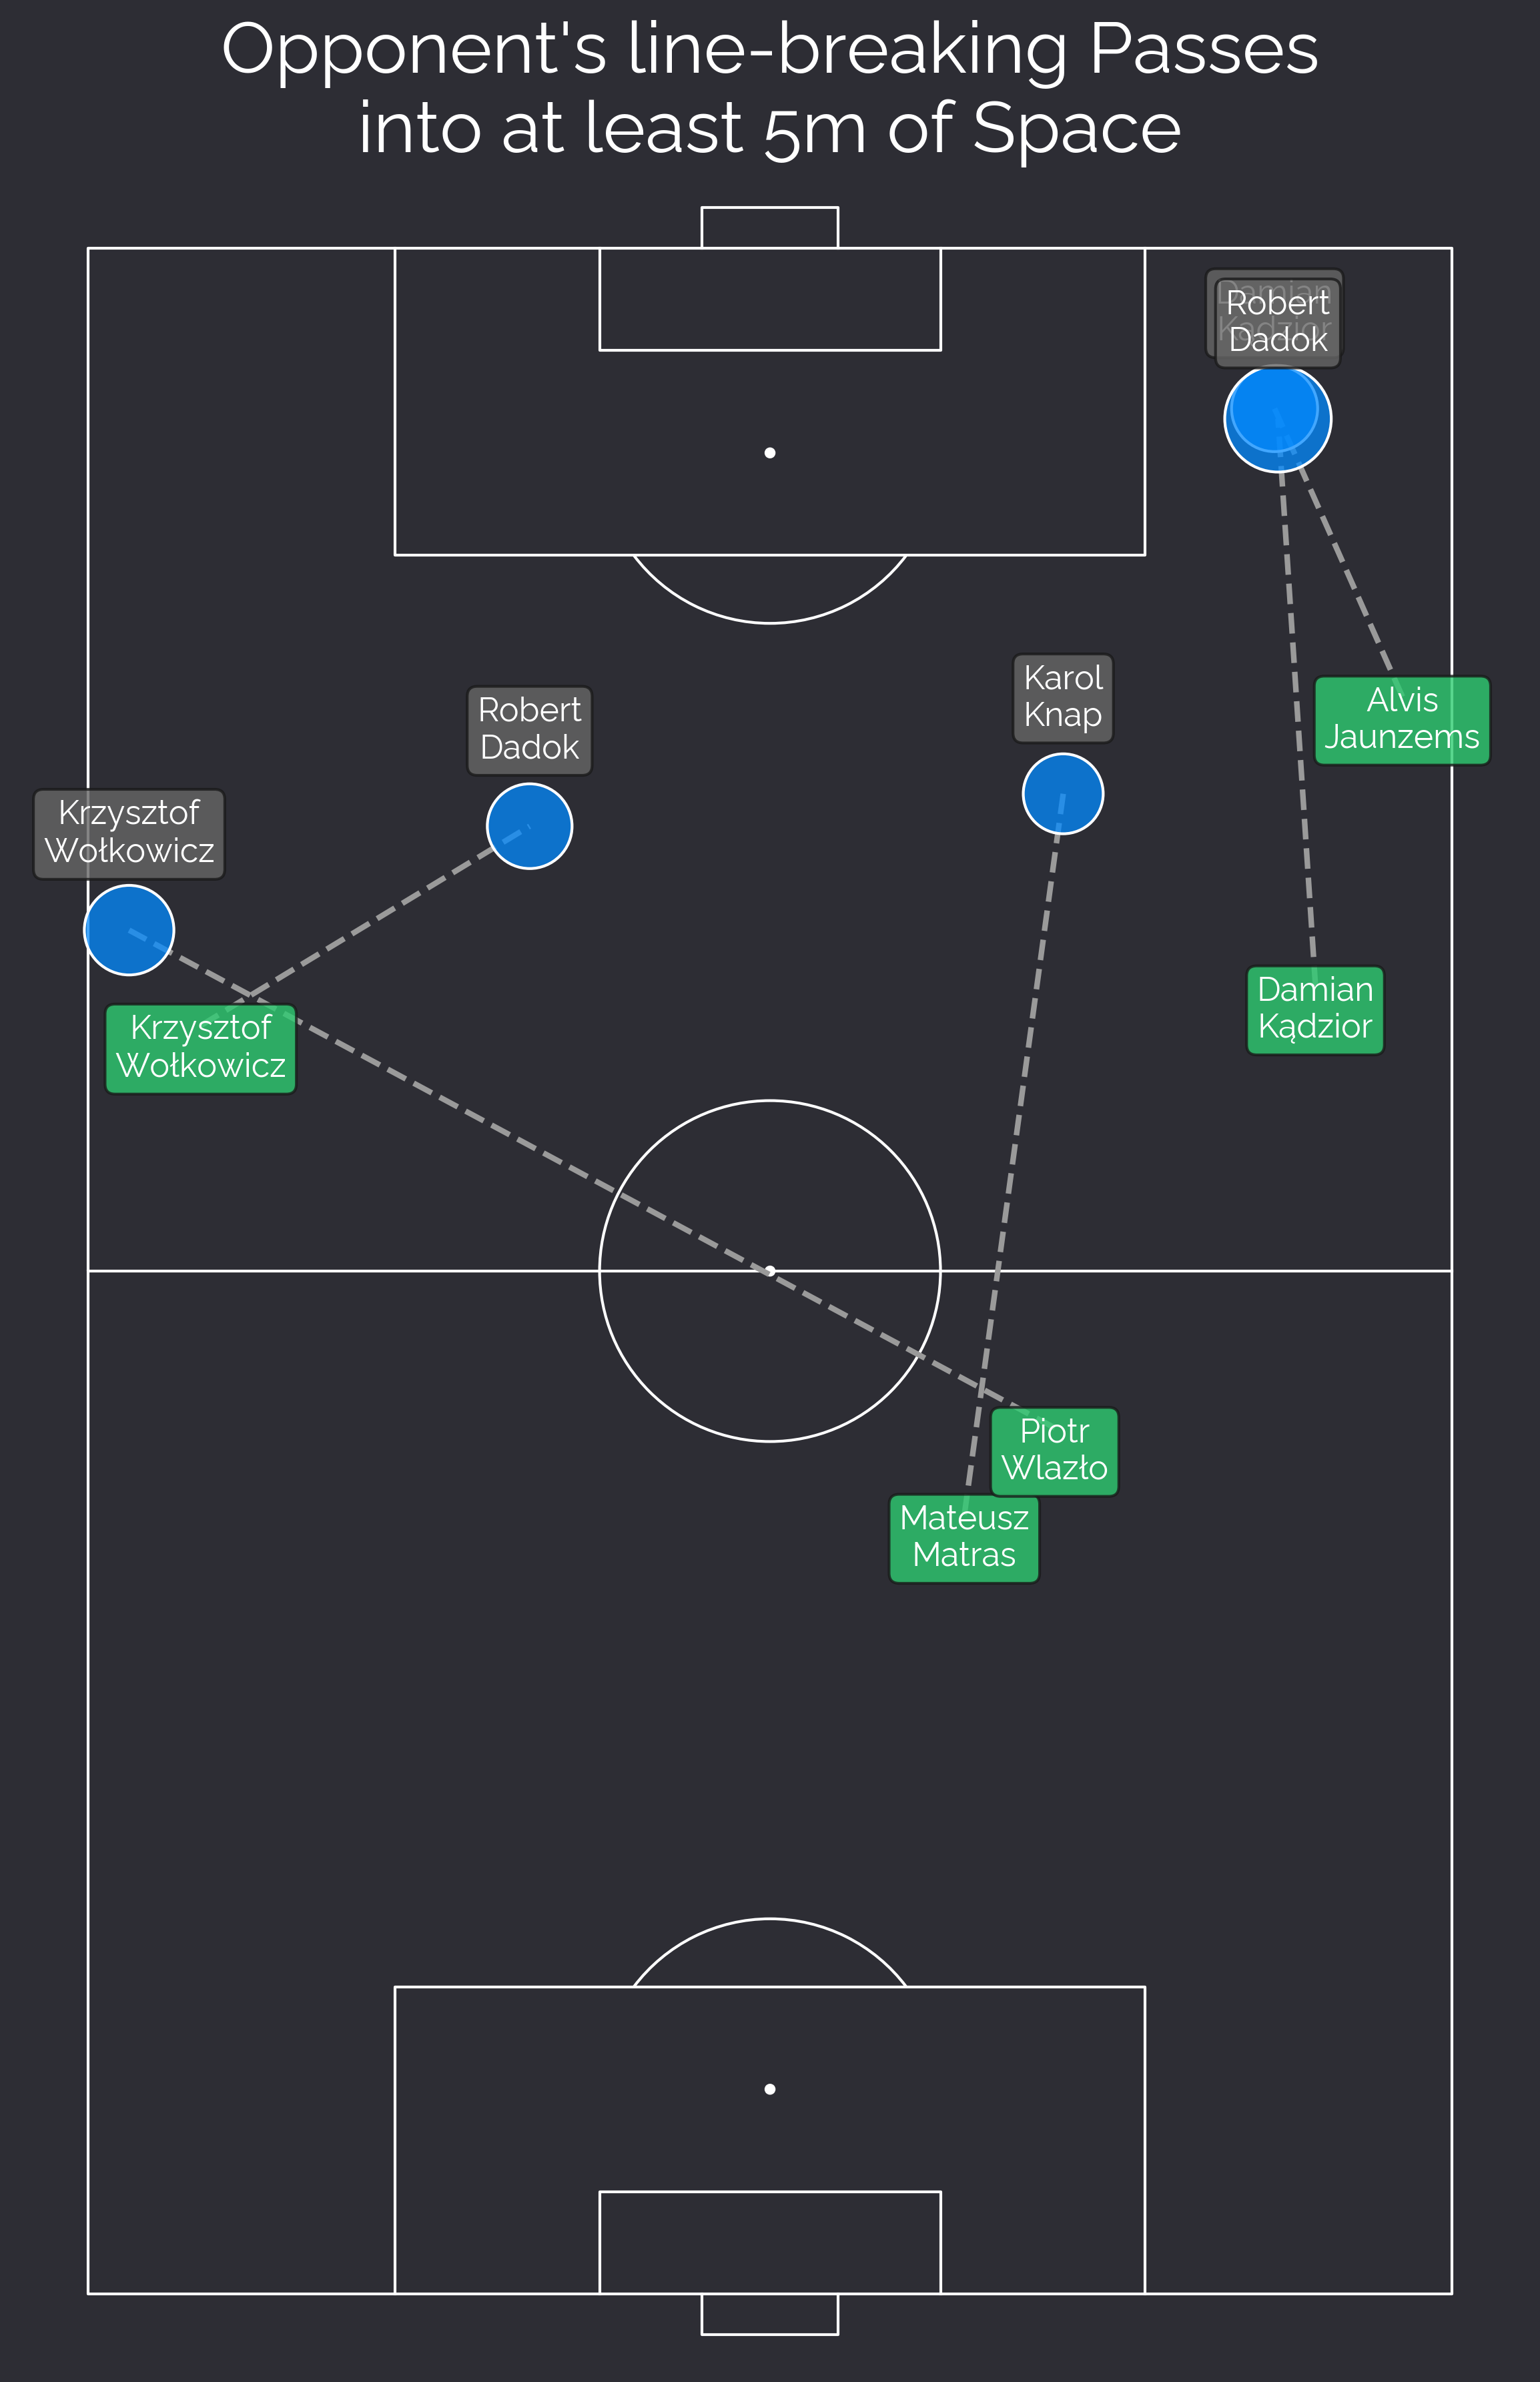 Opponent's line-breaking Passes
into at least 5m of Space
Damian
Kądzior
Robert
Dadok
Karol
Knap
Alvis
Jaunzems
Robert
Dadok
Krzysztof
Wołkowicz
Damian
Kądzior
Krzysztof
Wołkowicz
Piotr
Wlazło
Mateusz
Matras